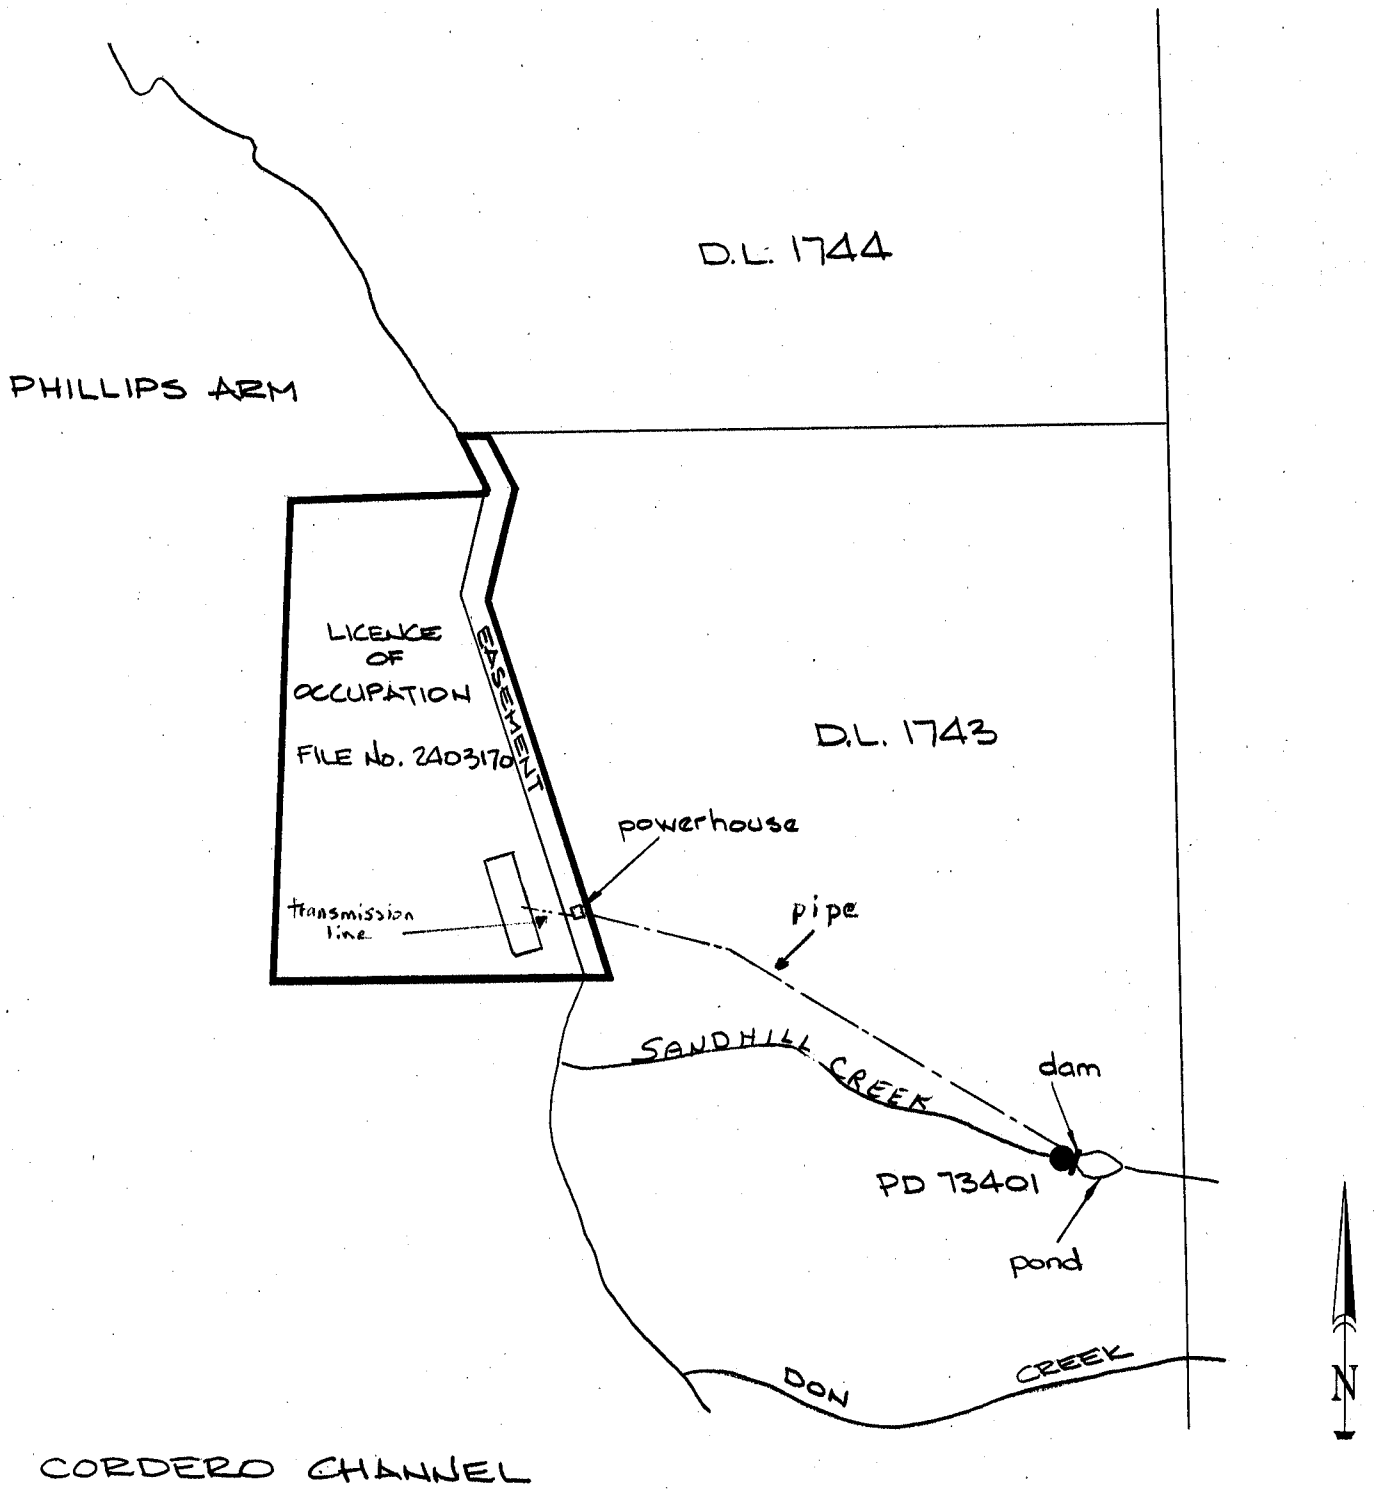 D.L. 1744
PHILLIPS ARM
LICENCE
OF
OCCUPATION
FILE No. 2403170
EASEMENT
D.L. 1743
powerhouse
pipe
transmission
line
SANDHILL CREEK
dam
PD 73401
pond
DON CREEK
N
CORDERO CHANNEL